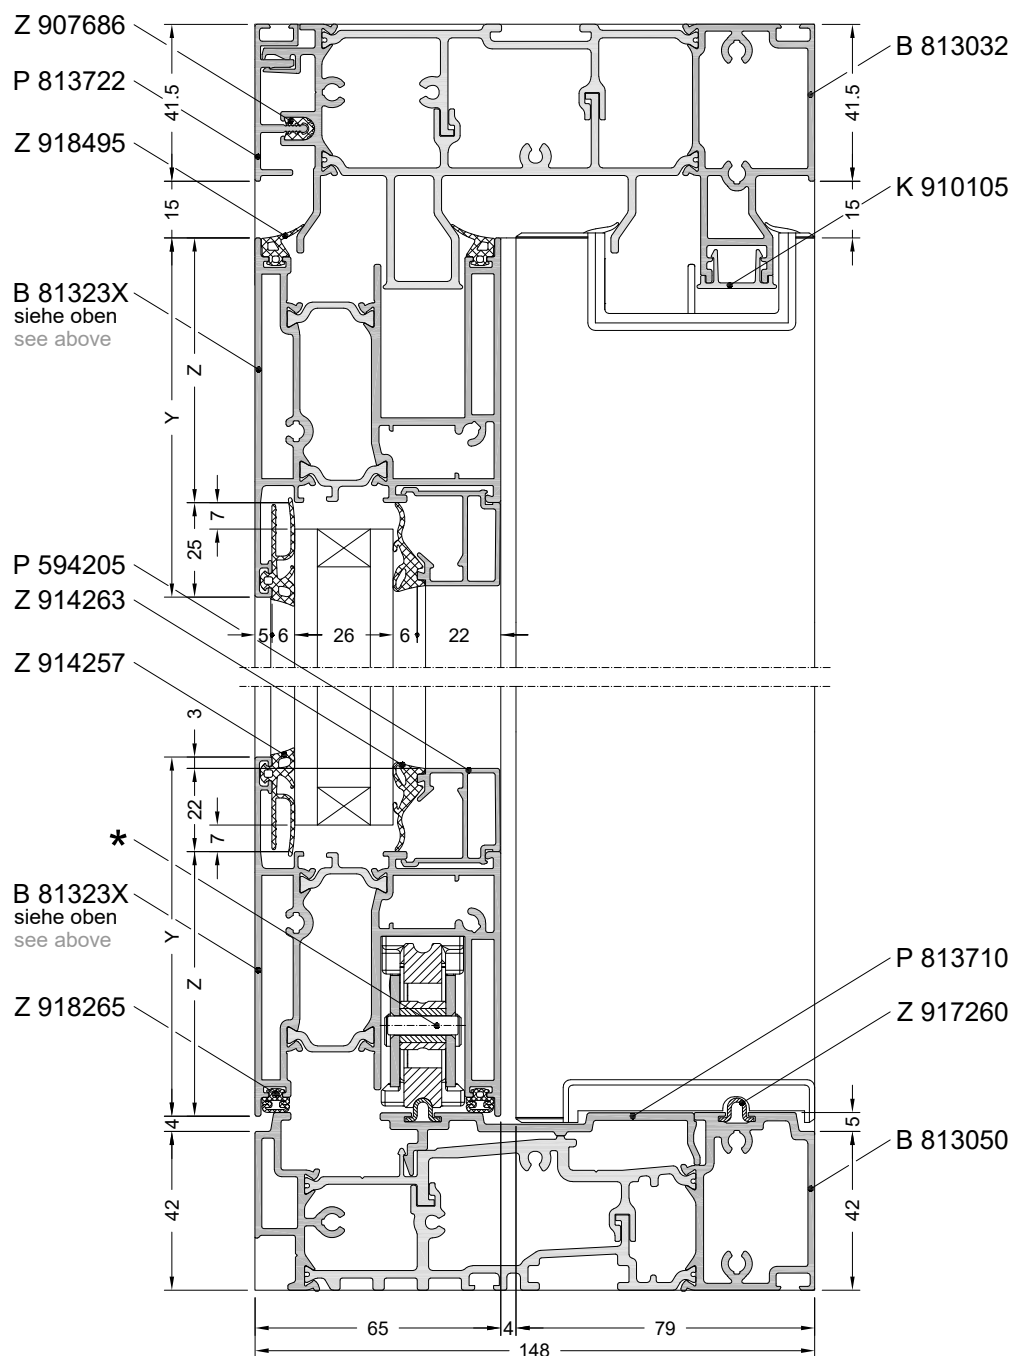 Z 907686
P 813722
Z 918495
B 81323X
siehe oben
see above
P 594205
Z 914263
Z 914257
*
B 81323X
siehe oben
see above
Z 918265
B 813032
K 910105
P 813710
Z 917260
B 813050
41.5
15
Z
Y
7
25
41.5
15
5 6 26 6 22
3
22
7
Y
Z
4
42
5
42
65 4 79
148